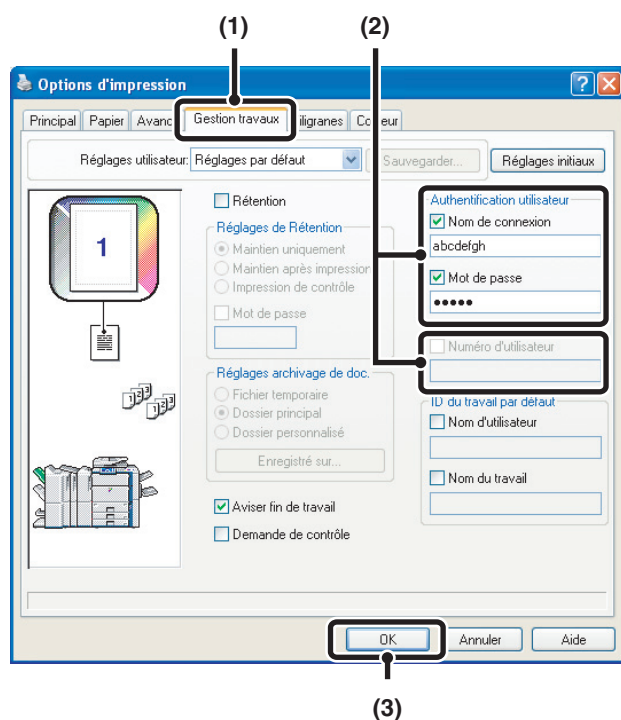 (1) (2)
Options d'impression
Principal Papier Avanc Gestion travaux iligranes Co eur
Réglages utilisateur: Réglages par défaut Sauvegarder... Réglages initiaux
1
123
123
Rétention
Réglages de Rétention
Maintien uniquement
Maintien après impression
Impression de contrôle
Mot de passe
Réglages archivage de doc.
Fichier temporaire
Dossier principal
Dossier personnalisé
Enregistré sur...
Aviser fin de travail
Demande de contrôle
Authentification utilisateur
Nom de connexion
abcdefgh
Mot de passe
•••••
Numéro d'utilisateur
ID du travail par défaut
Nom d'utilisateur
Nom du travail
OK Annuler Aide
(3)